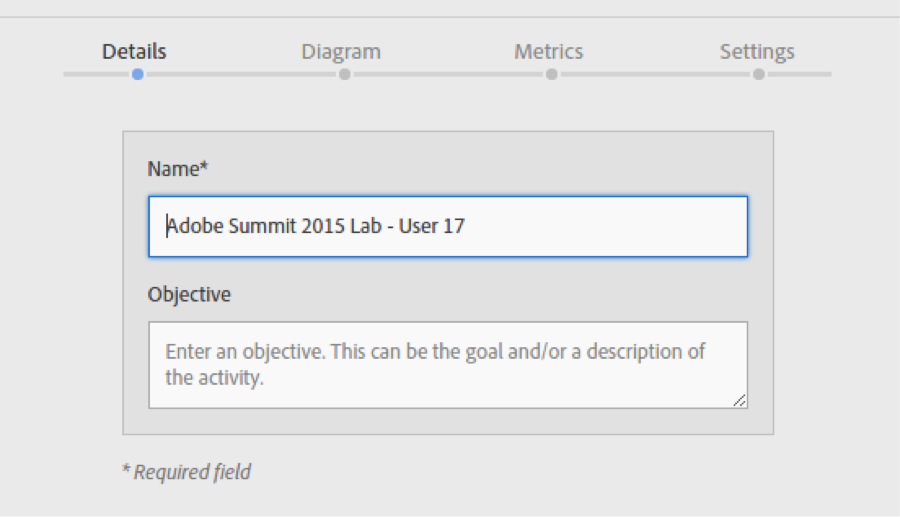 Details Diagram Metrics Settings
Name*
Adobe Summit 2015 Lab - User 17
Objective
Enter an objective. This can be the goal and/or a description of
the activity.
* Required field